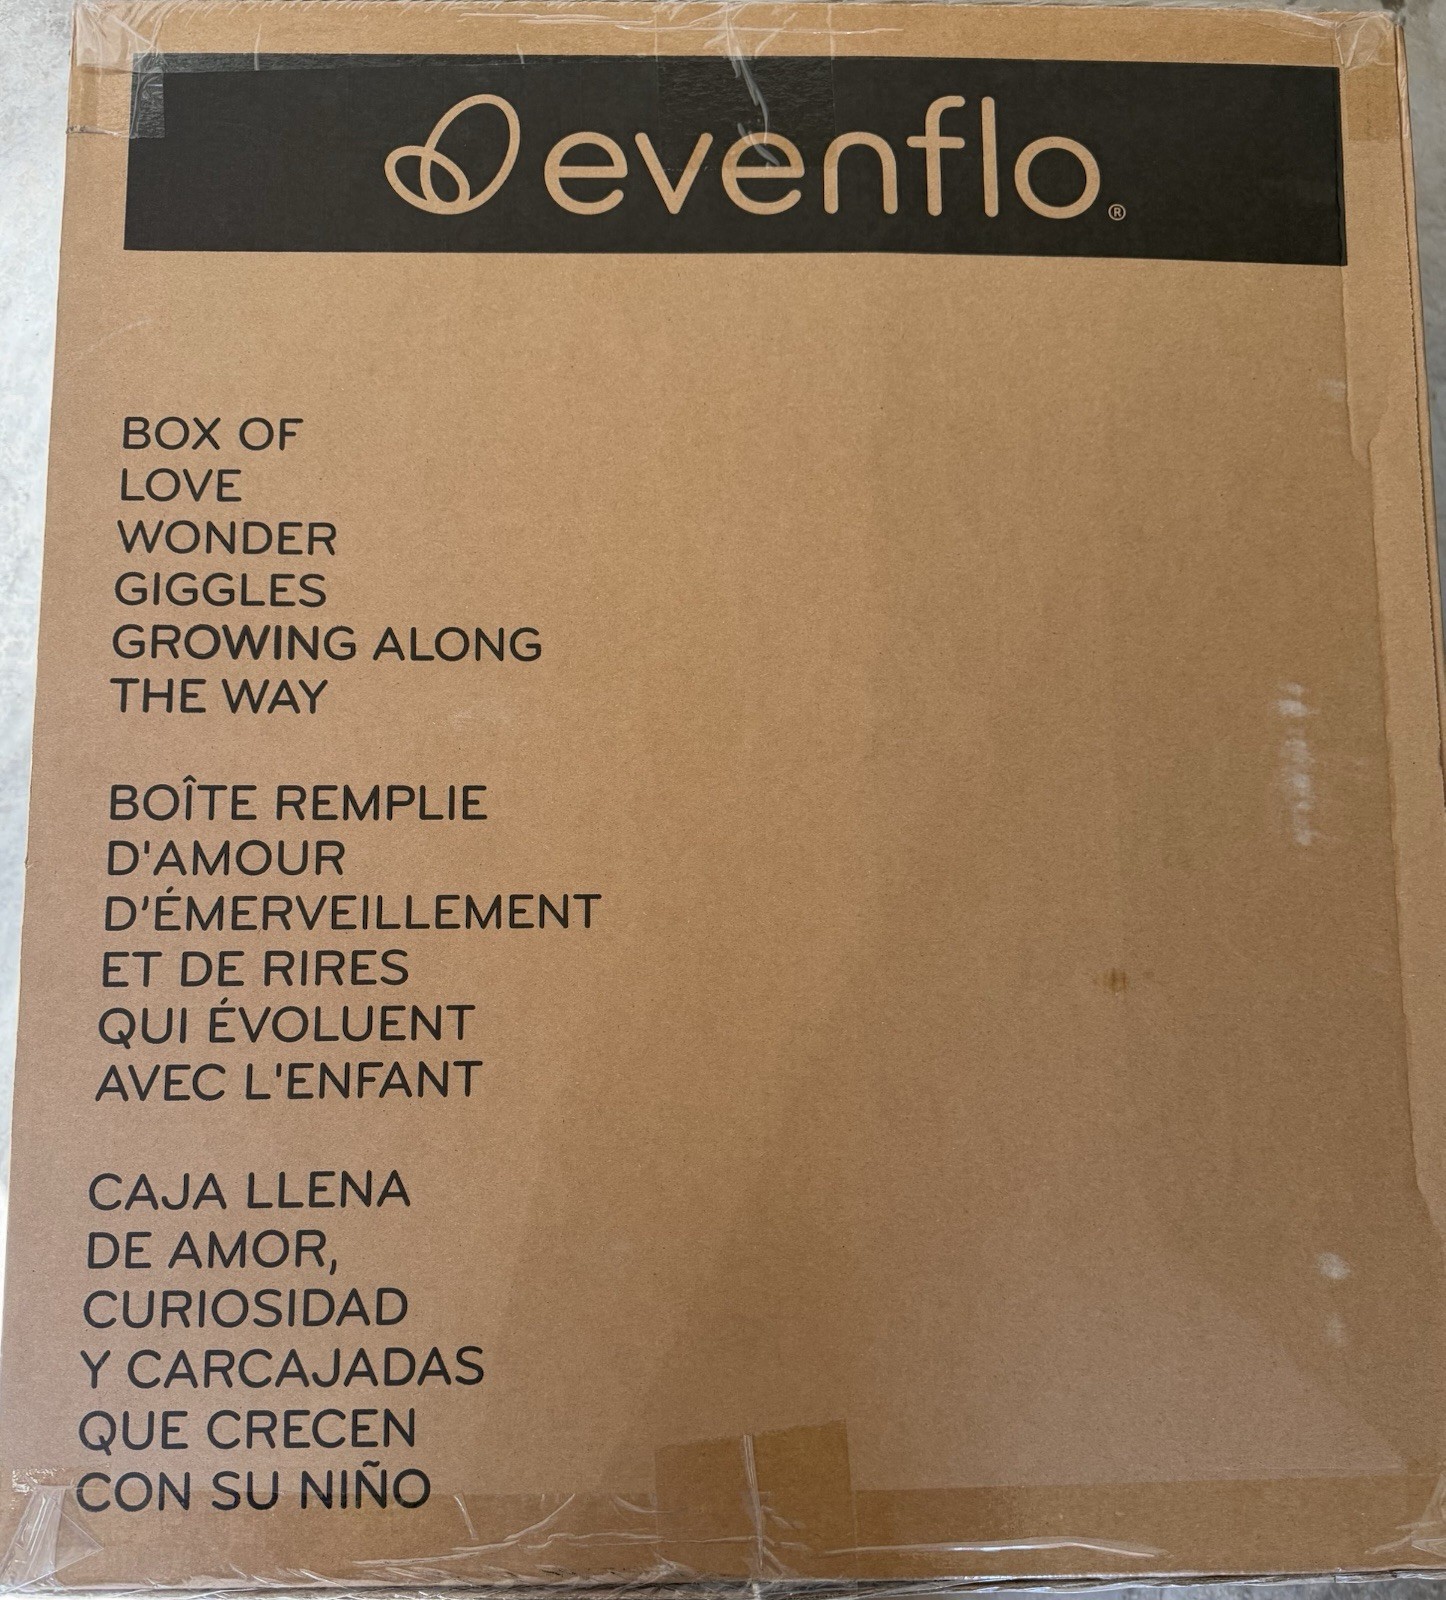 evenflo®
BOX OF
LOVE
WONDER
GIGGLES
GROWING ALONG
THE WAY
BOÎTE REMPLIE
D'AMOUR
D'ÉMERVEILLEMENT
ET DE RIRES
QUI ÉVOLUENT
AVEC L'ENFANT
CAJA LLENA
DE AMOR,
CURIOSIDAD
Y CARCAJADAS
QUE CRECEN
CON SU NIÑO